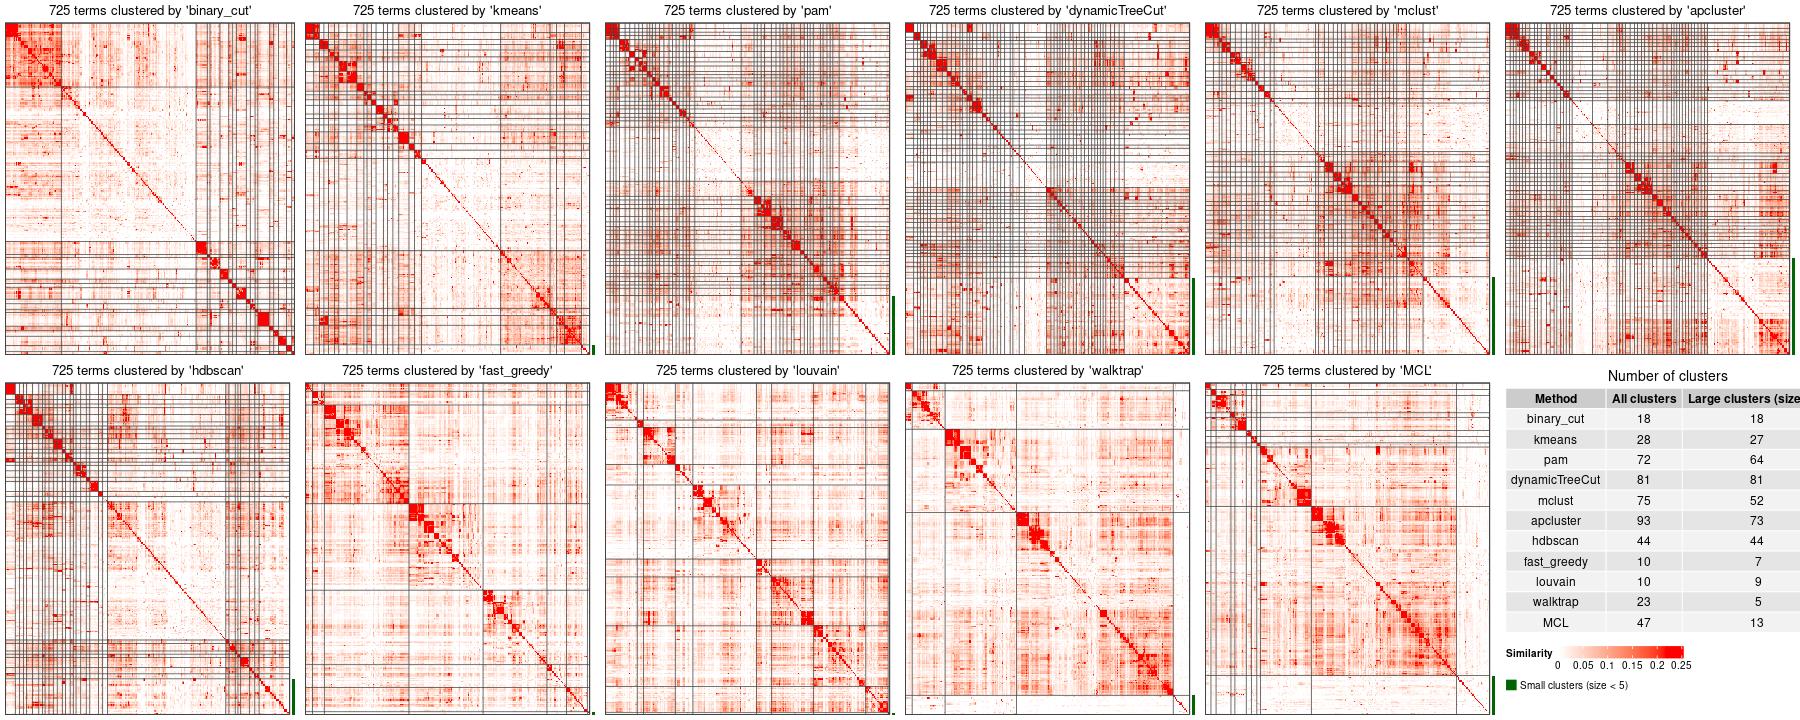 725 terms clustered by 'binary_cut'
725 terms clustered by 'kmeans'
725 terms clustered by 'pam'
725 terms clustered by 'dynamicTreeCut'
725 terms clustered by 'mclust'
725 terms clustered by 'apcluster'
725 terms clustered by 'hdbscan'
725 terms clustered by 'fast_greedy'
725 terms clustered by 'louvain'
725 terms clustered by 'walktrap'
725 terms clustered by 'MCL'
Number of clusters
Method All clusters Large clusters (size
binary_cut 18 18
kmeans 28 27
pam 72 64
dynamicTreeCut 81 81
mclust 75 52
apcluster 93 73
hdbscan 44 44
fast_greedy 10 7
louvain 10 9
walktrap 23 5
MCL 47 13
Similarity
0 0.05 0.1 0.15 0.2 0.25
Small clusters (size < 5)